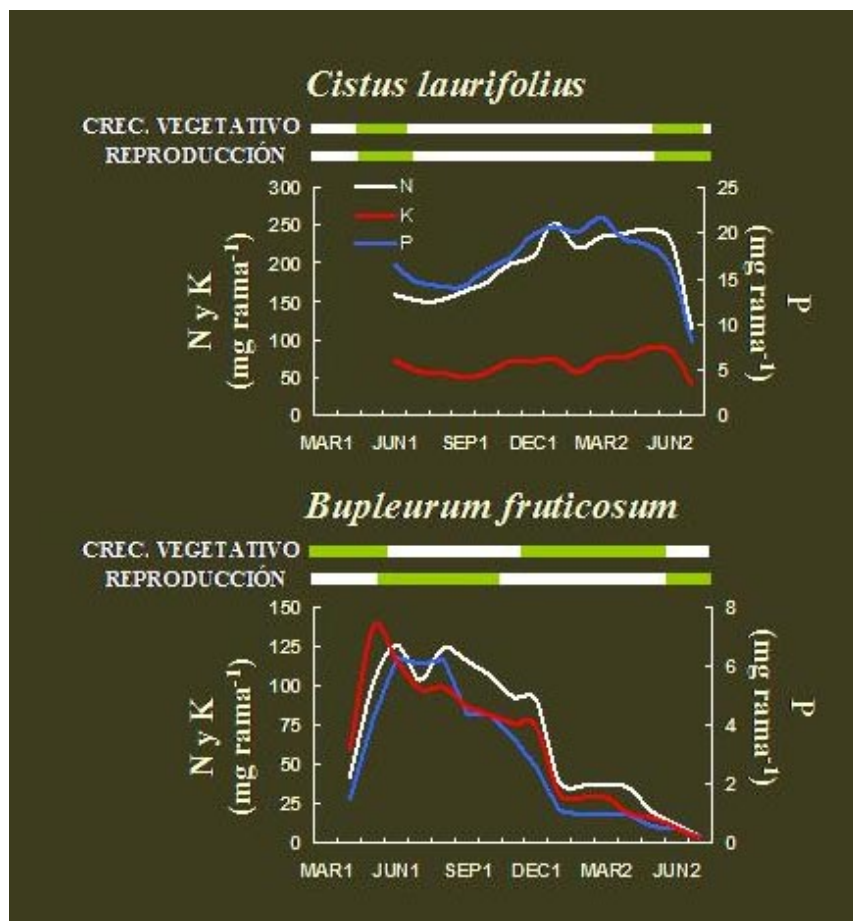 Cistus laurifolius
CREC. VEGETATIVO
REPRODUCCIÓN
300
250
200
150
100
50
0
N y K
(mg rama⁻¹)
N
K
P
25
20
15
10
5
0
P
(mg rama⁻¹)
MAR1 JUN1 SEP1 DEC1 MAR2 JUN2
Bupleurum fruticosum
CREC. VEGETATIVO
REPRODUCCIÓN
150
125
100
75
50
25
0
N y K
(mg rama⁻¹)
8
6
4
2
0
P
(mg rama⁻¹)
MAR1 JUN1 SEP1 DEC1 MAR2 JUN2